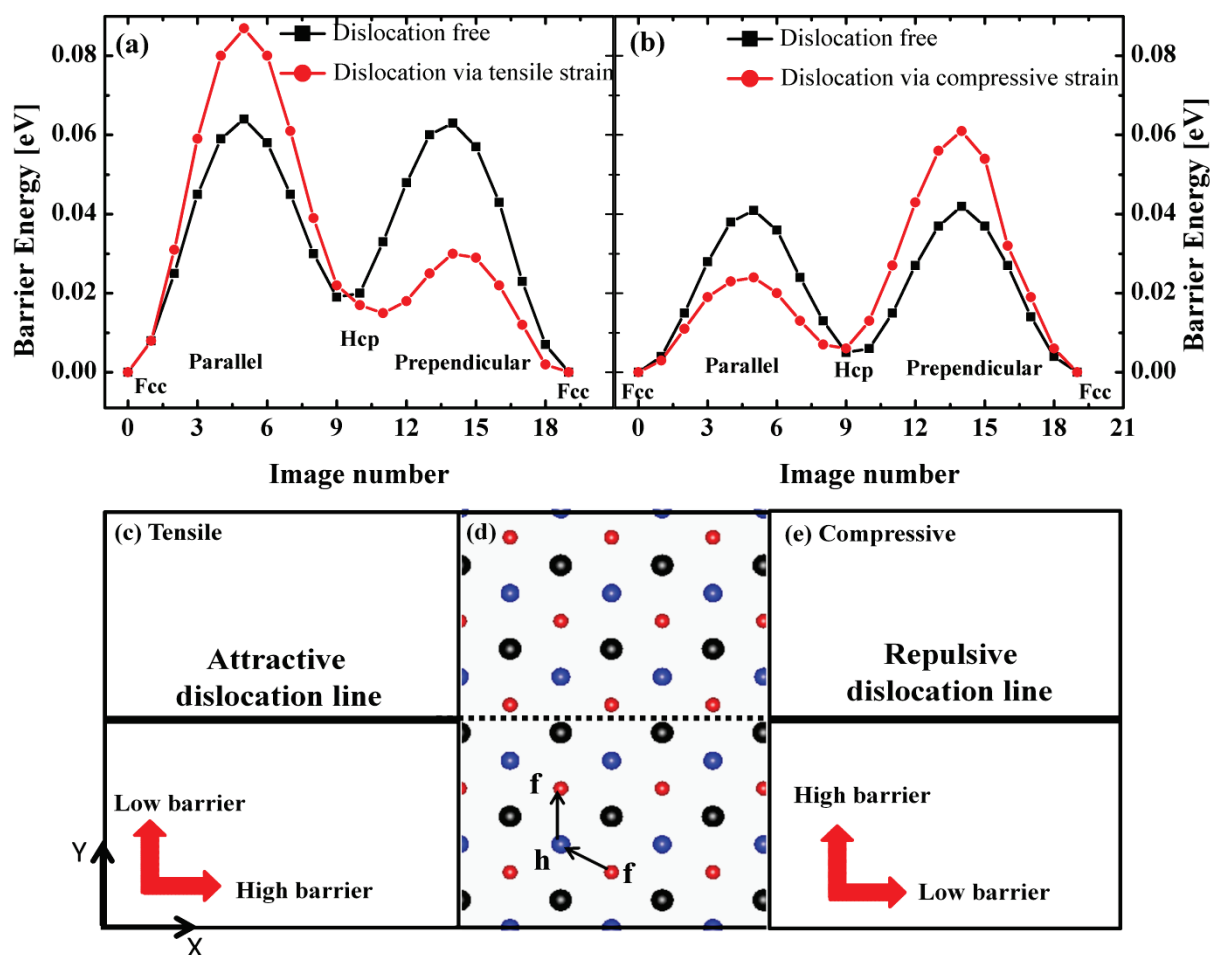 (a)
Dislocation free
Dislocation via tensile strain
Barrier Energy [eV]
0.08
0.06
0.04
0.02
0.00
Fcc
Parallel
Hcp
Prependicular
Fcc
0 3 6 9 12 15 18
Image number
(b)
Dislocation free
Dislocation via compressive strain
Barrier Energy [eV]
0.08
0.06
0.04
0.02
0.00
Fcc
Parallel
Hcp
Prependicular
Fcc
0 3 6 9 12 15 18 21
Image number
(c) Tensile
Attractive
dislocation line
Low barrier
High barrier
Y
X
(d)
f
h
f
(e) Compressive
Repulsive
dislocation line
High barrier
Low barrier